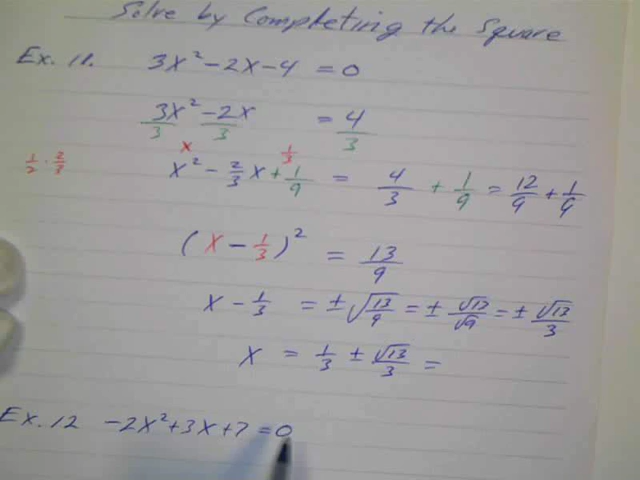 Solve by Completing the Square
Ex. 11. 3x² - 2x - 4 = 0
3x²/3 - 2x/3 = 4/3
x 1/3
1/2 · 2/3 x² - 2/3 x + 1/9 = 4/3 + 1/9 = 12/9 + 1/9
(x - 1/3)² = 13/9
x - 1/3 = ± √(13/9) = ± √13/√9 = ± √13/3
x = 1/3 ± √13/3 =
Ex. 12 -2x² + 3x + 7 = 0